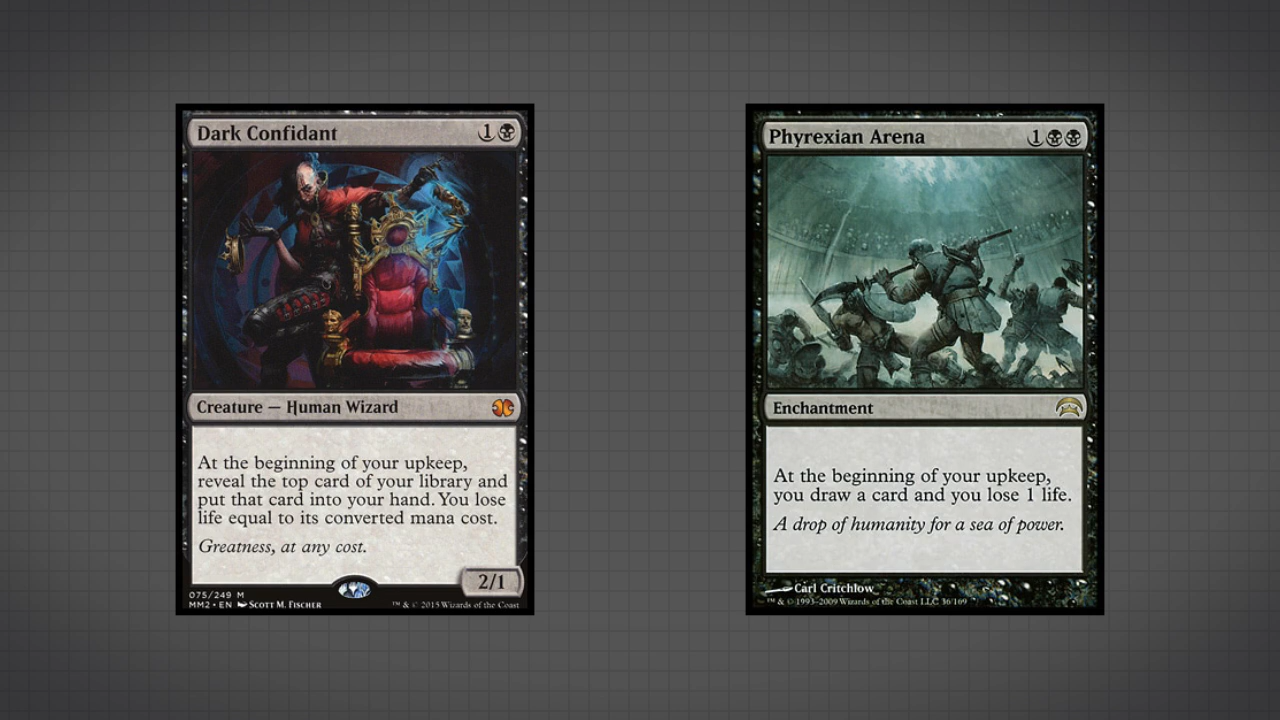 Dark Confidant 1
Creature — Human Wizard
At the beginning of your upkeep,
reveal the top card of your library and
put that card into your hand. You lose
life equal to its converted mana cost.
Greatness, at any cost.
2/1
075/249 M
MM2 • EN Scott M. Fischer
™ & © 2015 Wizards of the Coast
Phyrexian Arena 1
Enchantment
At the beginning of your upkeep,
you draw a card and you lose 1 life.
A drop of humanity for a sea of power.
Carl Critchlow
™ & © 1993–2009 Wizards of the Coast LLC 36/169